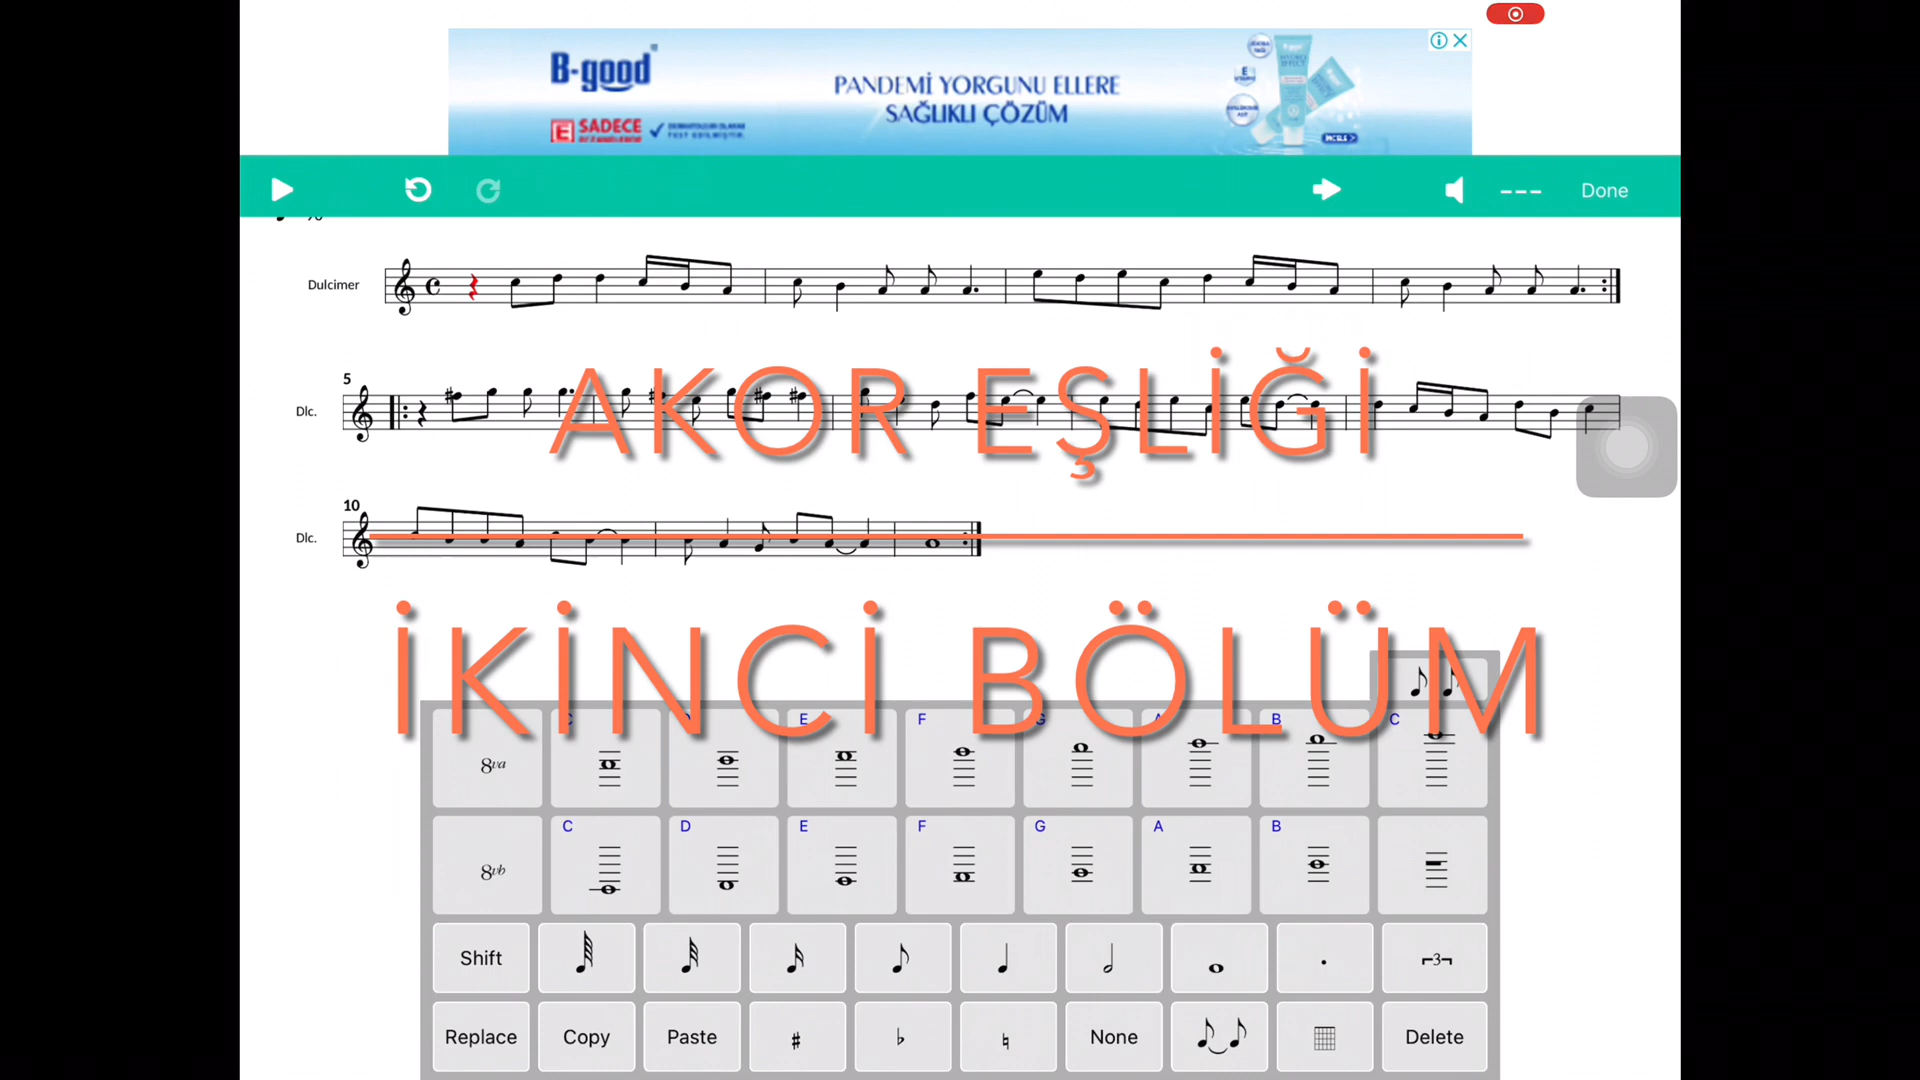 B-good
PANDEMİ YORGUNU ELLERE
SAĞLIKLI ÇÖZÜM
SADECE
İNCELE >
Done
Dulcimer
5
Dlc.
AKOR EŞLİĞİ
10
Dlc.
İKİNCİ BÖLÜM
8va
C D E F G A B C
8vb
C D E F G A B
Shift
3
Replace Copy Paste None Delete